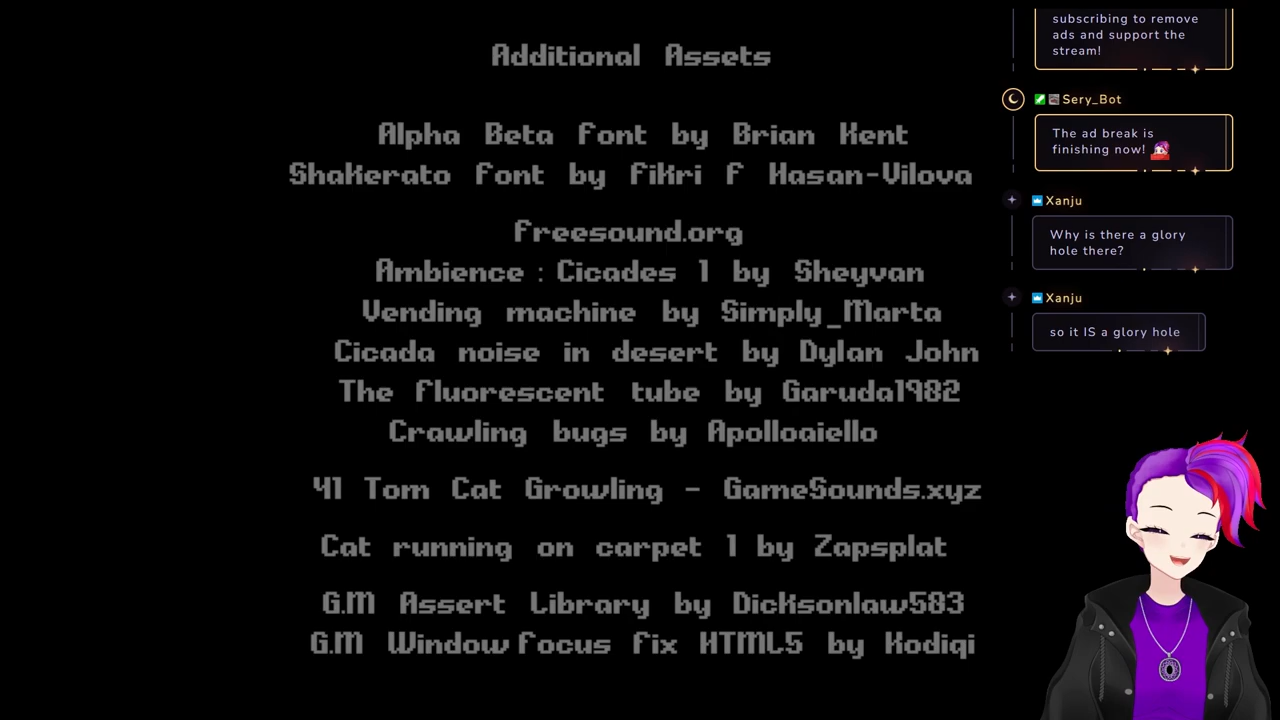 Additional Assets
Alpha Beta font by Brian Kent
Shakerato font by Fikri F Hasan-Vilova
freesound.org
Ambience : Cicades 1 by Sheyvan
Vending machine by Simply_Marta
Cicada noise in desert by Dylan John
The fluorescent tube by Garuda1982
Crawling bugs by Apolloaiello
41 Tom Cat Growling - GameSounds.xyz
Cat running on carpet 1 by Zapsplat
G.M Assert Library by Dicksonlaw583
G.M Window Focus Fix HTML5 by Kodiqi
subscribing to remove
ads and support the
stream!
Sery_Bot
The ad break is
finishing now!
Xanju
Why is there a glory
hole there?
Xanju
so it IS a glory hole